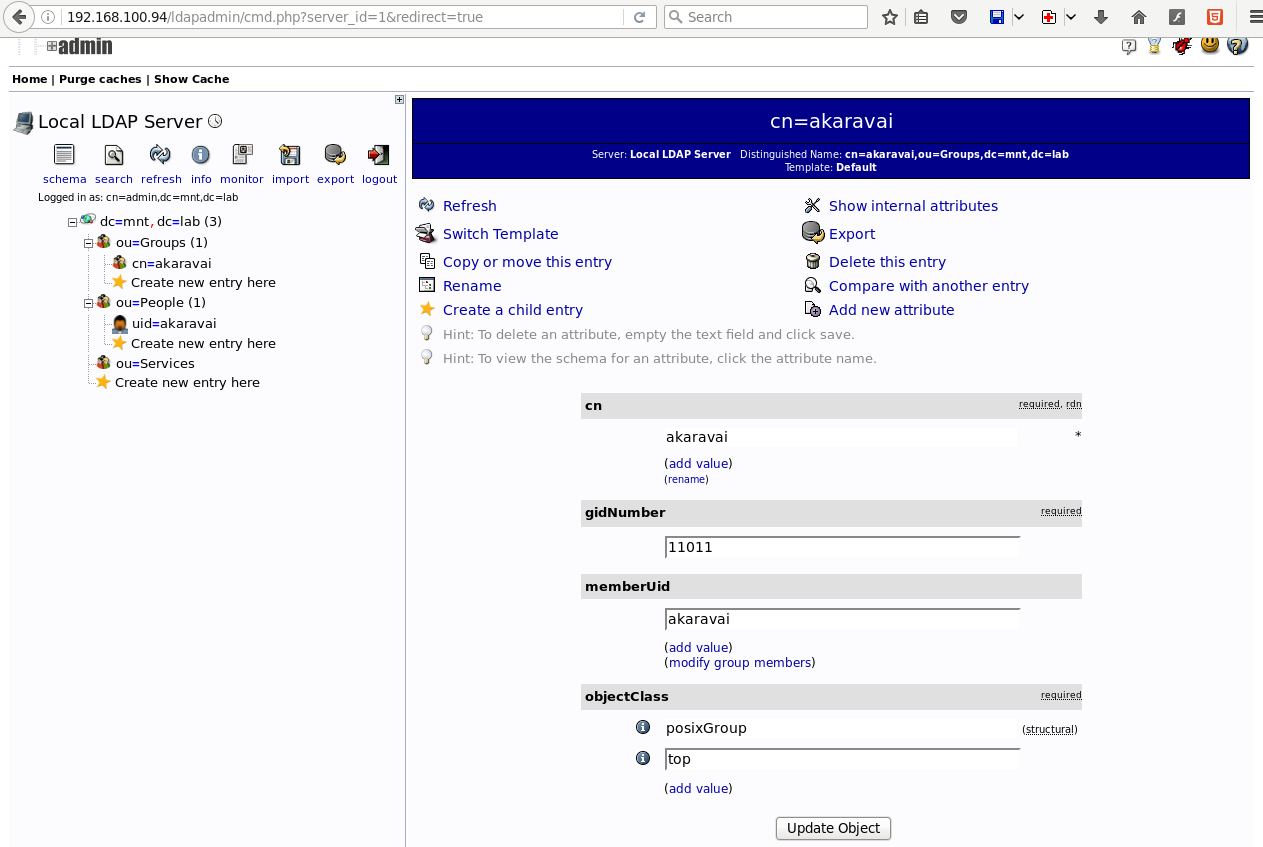 192.168.100.94/ldapadmin/cmd.php?server_id=1&redirect=true
Search
admin
Home | Purge caches | Show Cache
Local LDAP Server
schema search refresh info monitor import export logout
Logged in as: cn=admin,dc=mnt,dc=lab
dc=mnt,dc=lab (3)
ou=Groups (1)
cn=akaravai
Create new entry here
ou=People (1)
uid=akaravai
Create new entry here
ou=Services
Create new entry here
cn=akaravai
Server: Local LDAP Server Distinguished Name: cn=akaravai,ou=Groups,dc=mnt,dc=lab
Template: Default
Refresh Show internal attributes
Switch Template Export
Copy or move this entry Delete this entry
Rename Compare with another entry
Create a child entry Add new attribute
Hint: To delete an attribute, empty the text field and click save.
Hint: To view the schema for an attribute, click the attribute name.
cn required, rdn
akaravai *
(add value)
(rename)
gidNumber required
11011
memberUid
akaravai
(add value)
(modify group members)
objectClass required
posixGroup (structural)
top
(add value)
Update Object